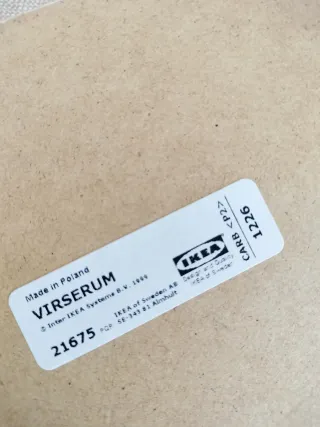 Made in Poland
VIRSERUM
© Inter IKEA Systems B.V. 1999
21675
IKEA of Sweden AB
SE-343 81 Älmhult
IKEA
Design and Quality
IKEA of Sweden
CARB <P2>
1226